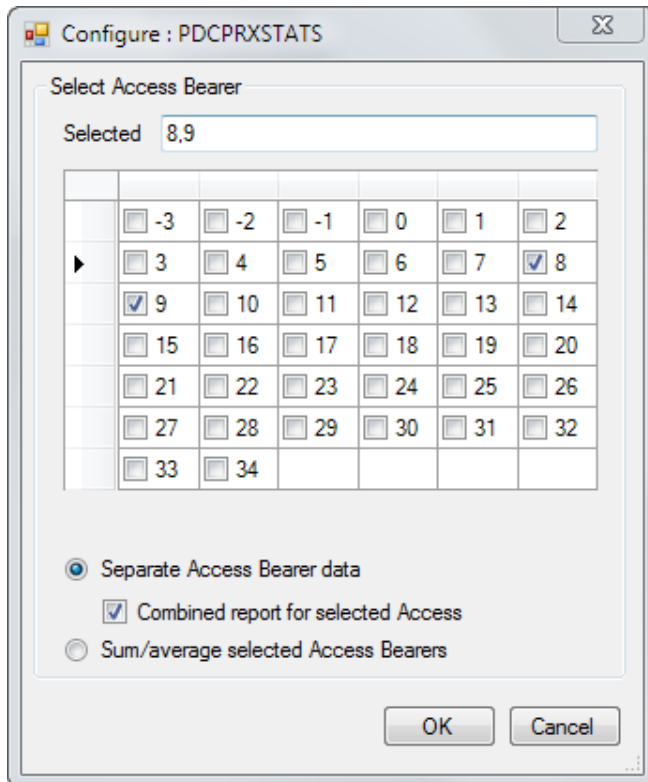 Configure : PDCPRXSTATS
Select Access Bearer
Selected 8,9
-3 -2 -1 0 1 2
3 4 5 6 7 8
9 10 11 12 13 14
15 16 17 18 19 20
21 22 23 24 25 26
27 28 29 30 31 32
33 34
Separate Access Bearer data
Combined report for selected Access
Sum/average selected Access Bearers
OK Cancel